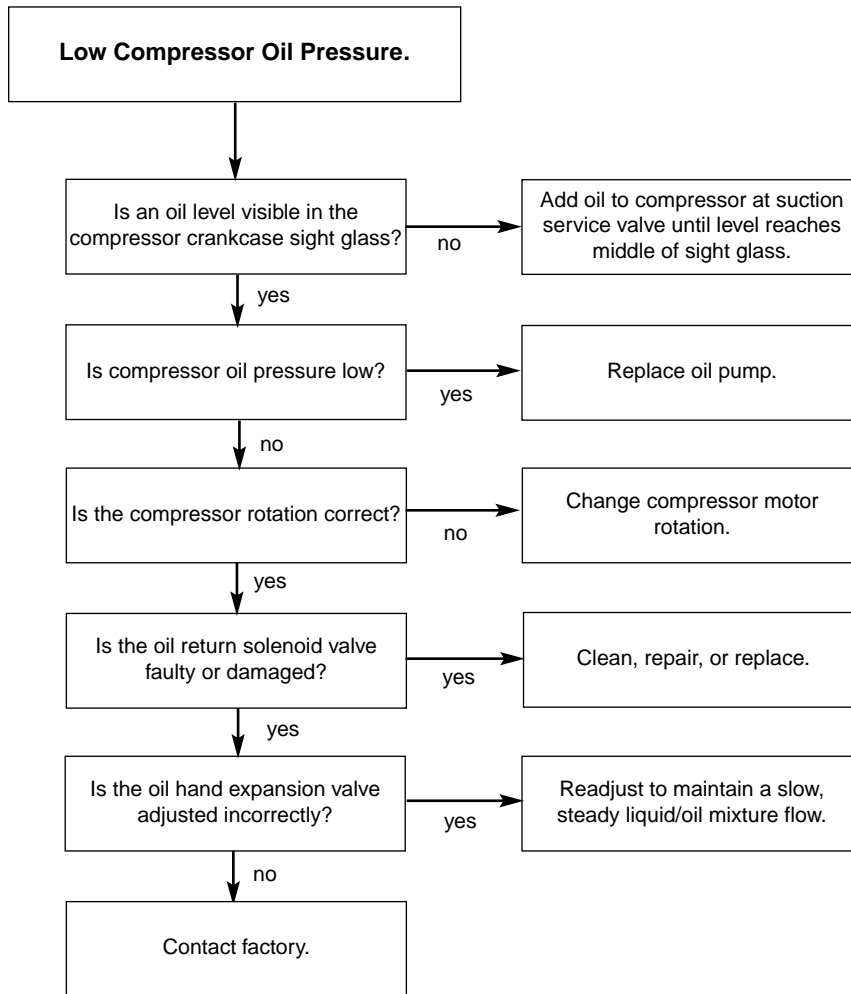 Low Compressor Oil Pressure.
Is an oil level visible in the
compressor crankcase sight glass?
no
Add oil to compressor at suction
service valve until level reaches
middle of sight glass.
yes
Is compressor oil pressure low?
yes
Replace oil pump.
no
Is the compressor rotation correct?
no
Change compressor motor
rotation.
yes
Is the oil return solenoid valve
faulty or damaged?
yes
Clean, repair, or replace.
yes
Is the oil hand expansion valve
adjusted incorrectly?
yes
Readjust to maintain a slow,
steady liquid/oil mixture flow.
no
Contact factory.